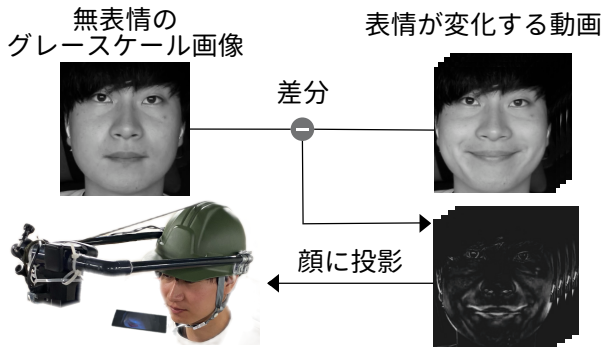 無表情の
グレースケール画像
表情が変化する動画
差分
顔に投影